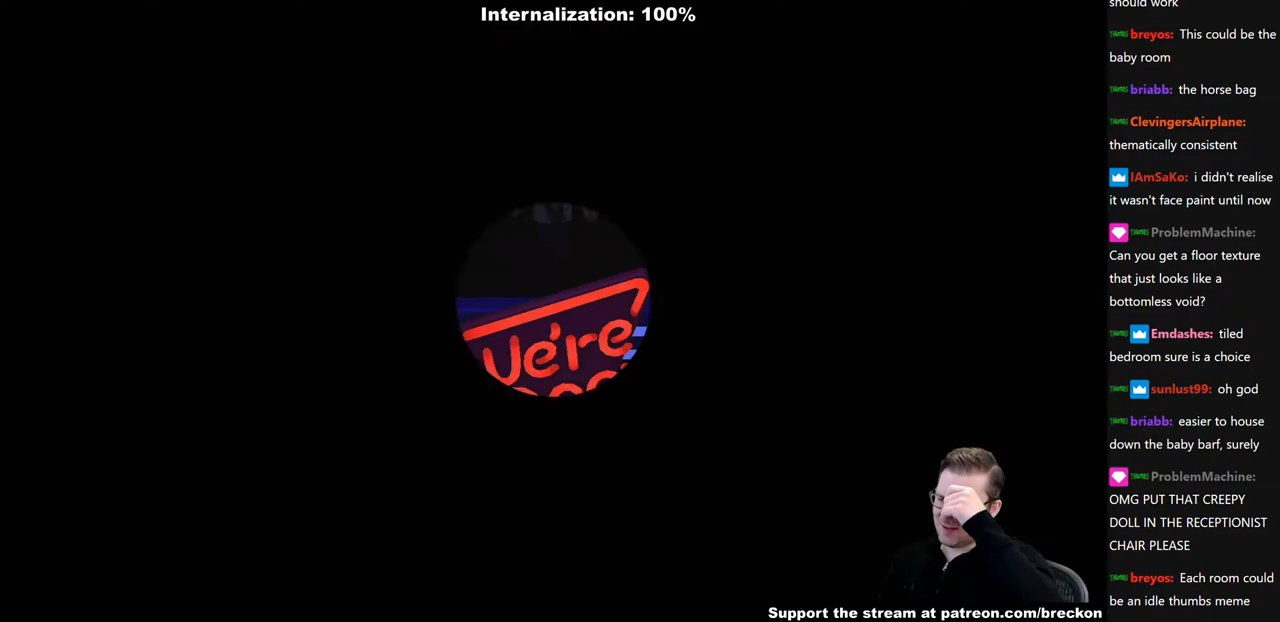 Internalization: 100%
should work
breyos: This could be the
baby room
briabb: the horse bag
ClevingersAirplane:
thematically consistent
IAmSaKo: i didn't realise
it wasn't face paint until now
ProblemMachine:
Can you get a floor texture
that just looks like a
bottomless void?
Emdashes: tiled
bedroom sure is a choice
sunlust99: oh god
briabb: easier to house
down the baby barf, surely
ProblemMachine:
OMG PUT THAT CREEPY
DOLL IN THE RECEPTIONIST
CHAIR PLEASE
breyos: Each room could
be an idle thumbs meme
We're
Support the stream at patreon.com/breckon